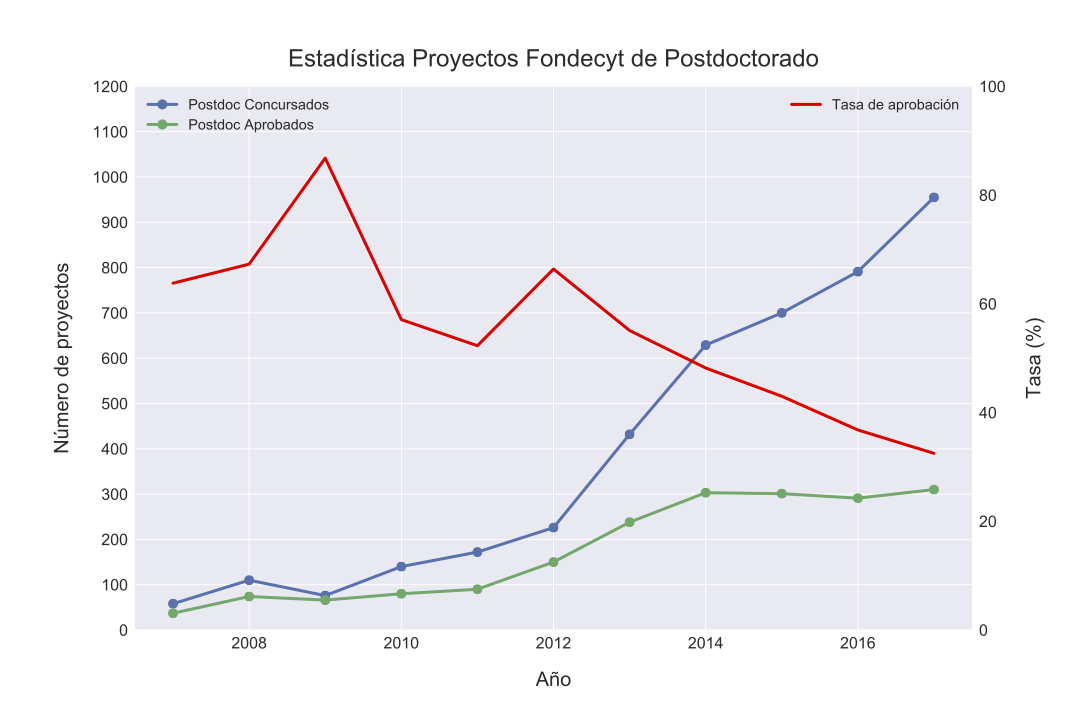 Estadística Proyectos Fondecyt de Postdoctorado
Postdoc Concursados
Postdoc Aprobados
Tasa de aprobación
Número de proyectos
1200
1100
1000
900
800
700
600
500
400
300
200
100
0
100
80
60
40
20
0
Tasa (%)
2008 2010 2012 2014 2016
Año